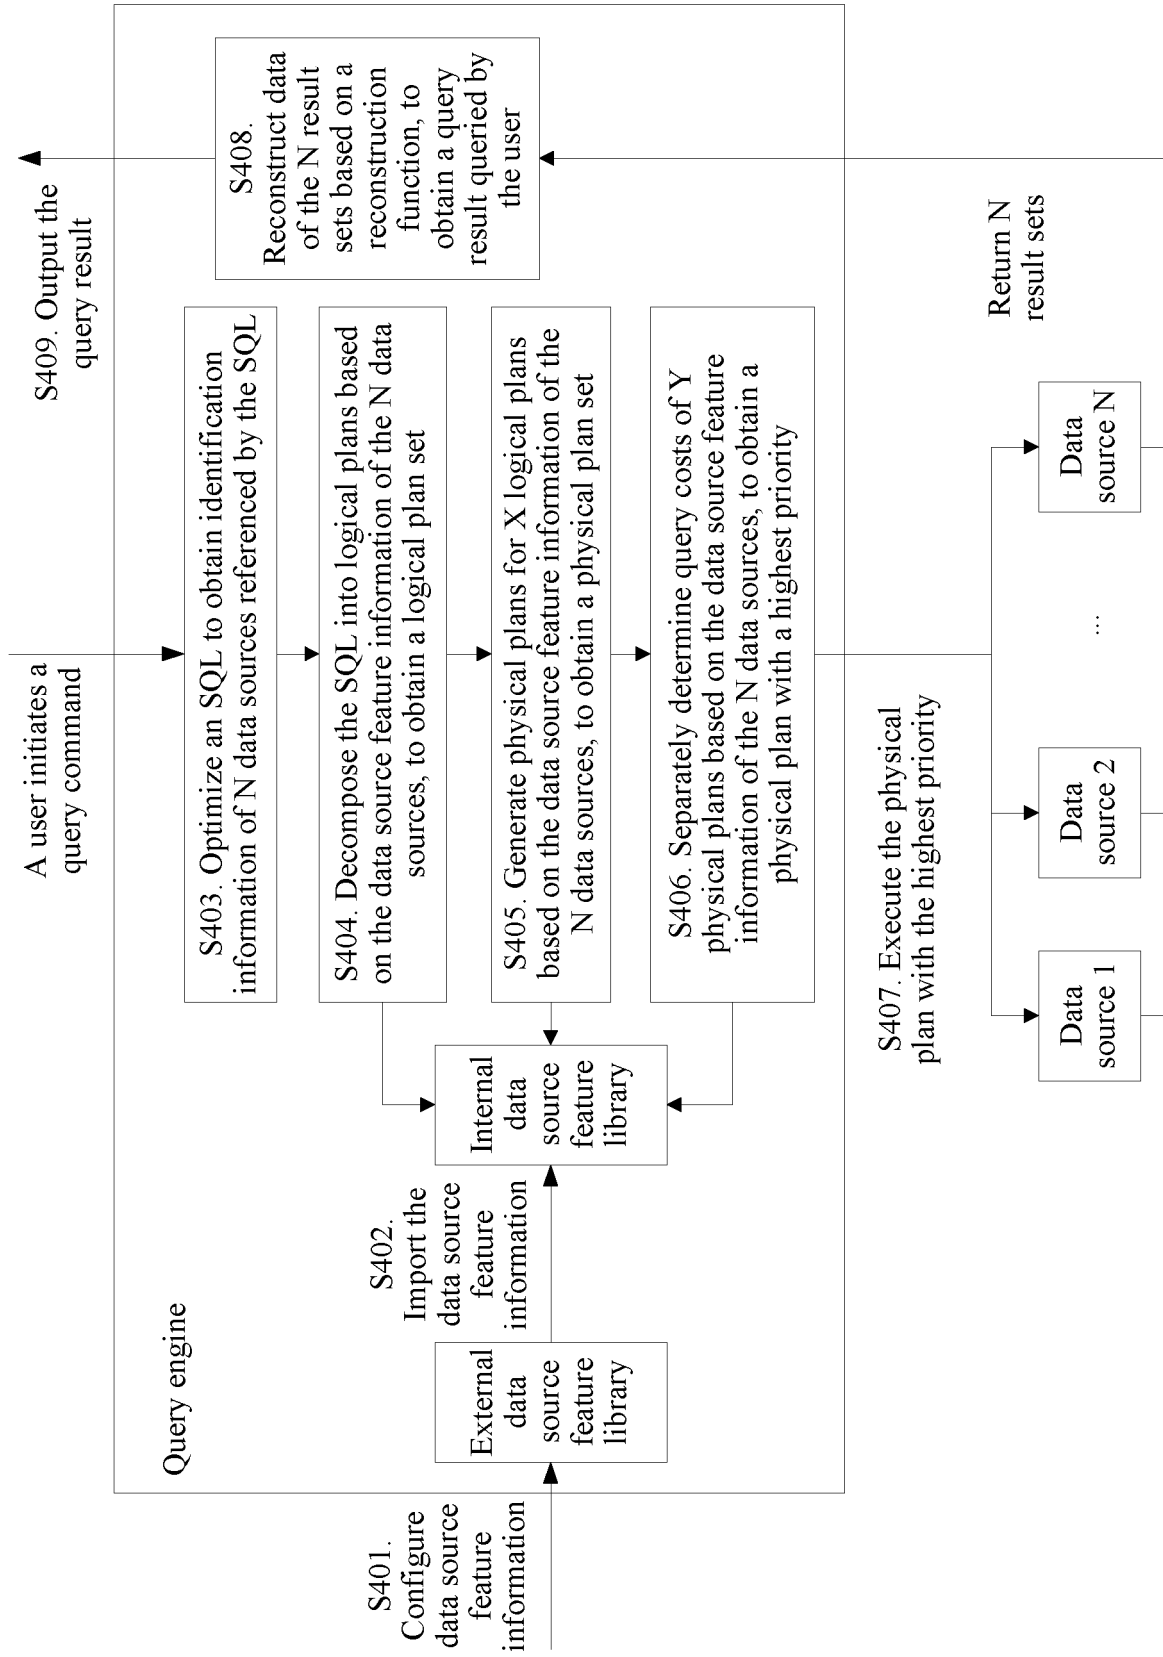 A user initiates a
query command
S409. Output the
query result
Query engine
S401.
Configure
data source
feature
information
External
data
source
feature
library
S402.
Import the
data source
feature
information
Internal
data
source
feature
library
S403. Optimize an SQL to obtain identification
information of N data sources referenced by the SQL
S404. Decompose the SQL into logical plans based
on the data source feature information of the N data
sources, to obtain a logical plan set
S405. Generate physical plans for X logical plans
based on the data source feature information of the
N data sources, to obtain a physical plan set
S406. Separately determine query costs of Y
physical plans based on the data source feature
information of the N data sources, to obtain a
physical plan with a highest priority
S408.
Reconstruct data
of the N result
sets based on a
reconstruction
function, to
obtain a query
result queried by
the user
S407. Execute the physical
plan with the highest priority
Return N
result sets
Data
source 1
Data
source 2
...
Data
source N